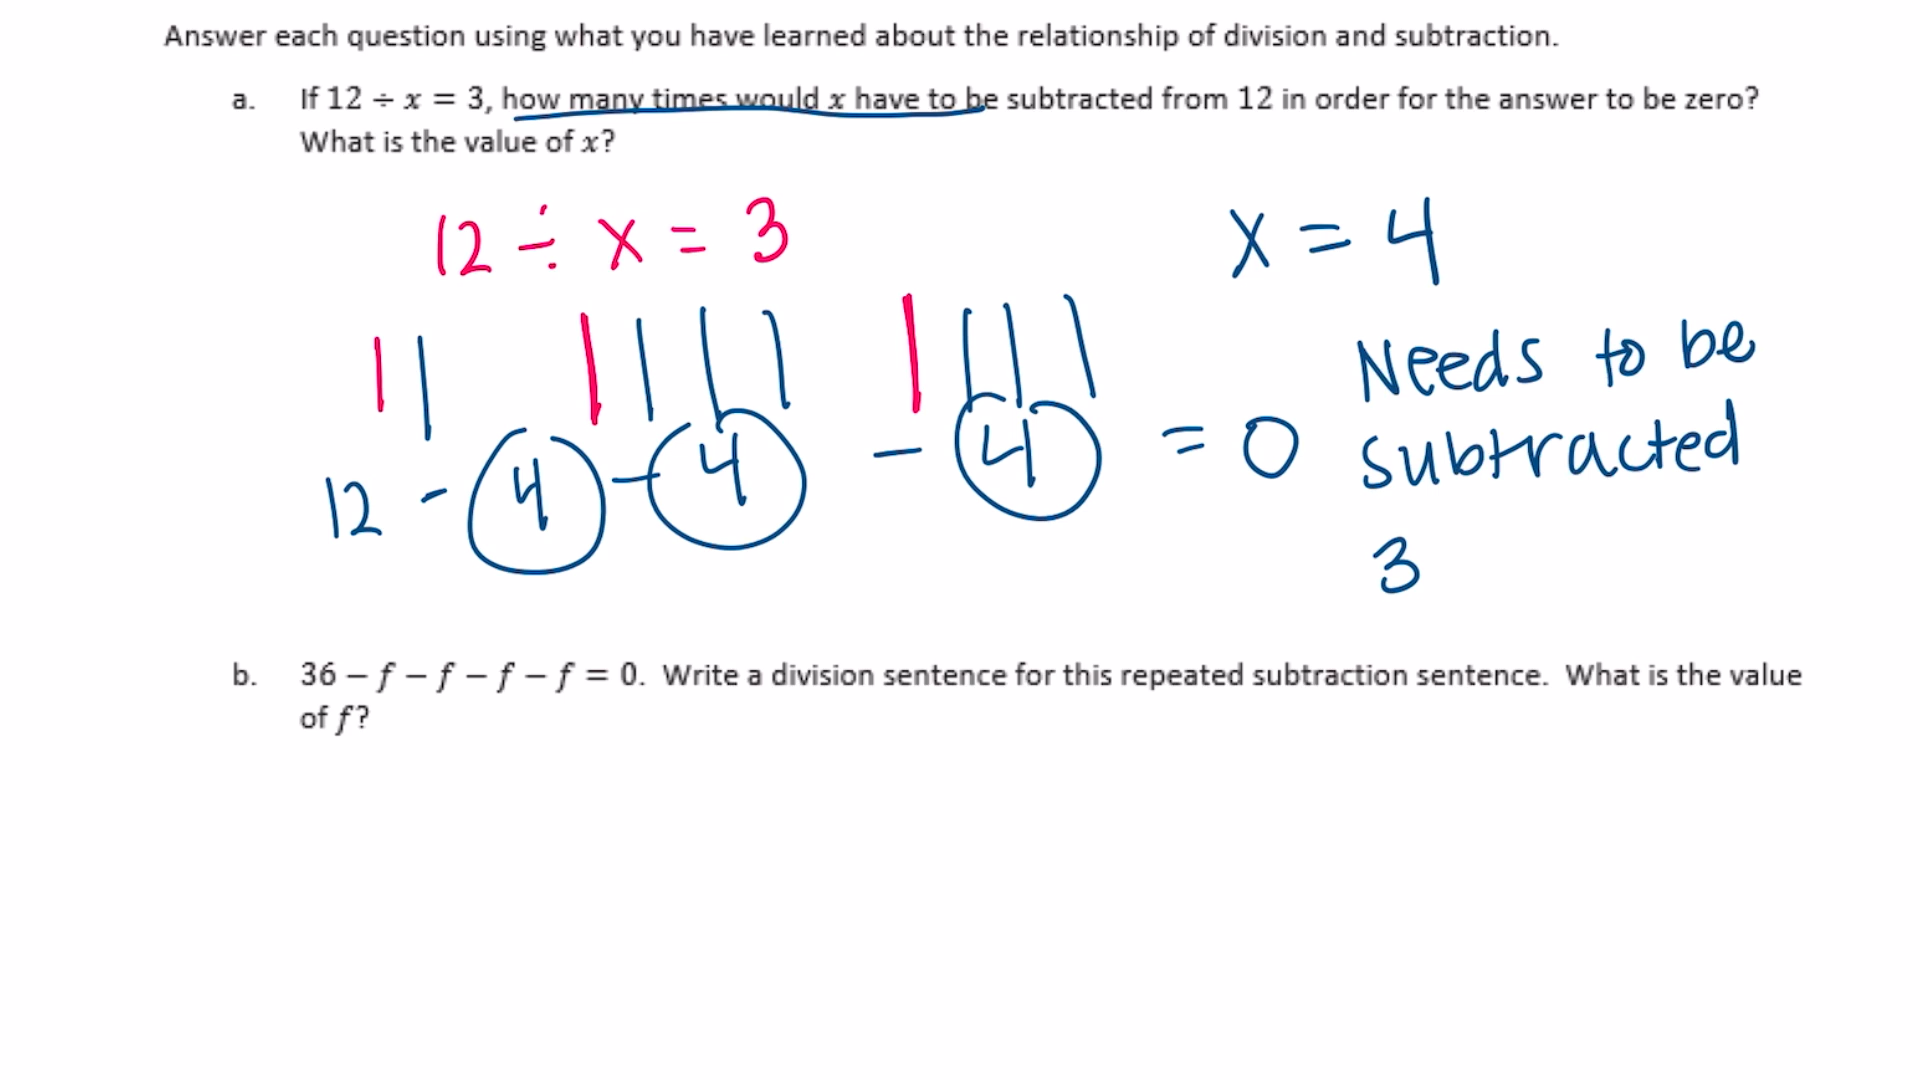 Answer each question using what you have learned about the relationship of division and subtraction.
a. If 12 ÷ x = 3, how many times would x have to be subtracted from 12 in order for the answer to be zero?
What is the value of x?
12 ÷ x = 3
x = 4
12 - 4 - 4 - 4 = 0
Needs to be
subtracted
3
b. 36 − f − f − f − f = 0. Write a division sentence for this repeated subtraction sentence. What is the value
of f?